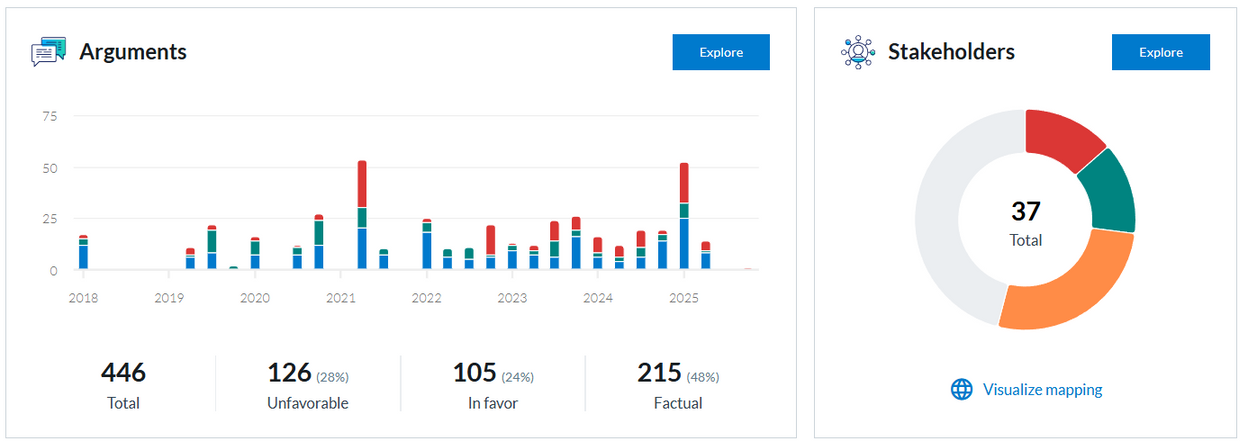 Arguments
Explore
75
50
25
0
2018 2019 2020 2021 2022 2023 2024 2025
446
Total
126 (28%)
Unfavorable
105 (24%)
In favor
215 (48%)
Factual
Stakeholders
Explore
37
Total
Visualize mapping